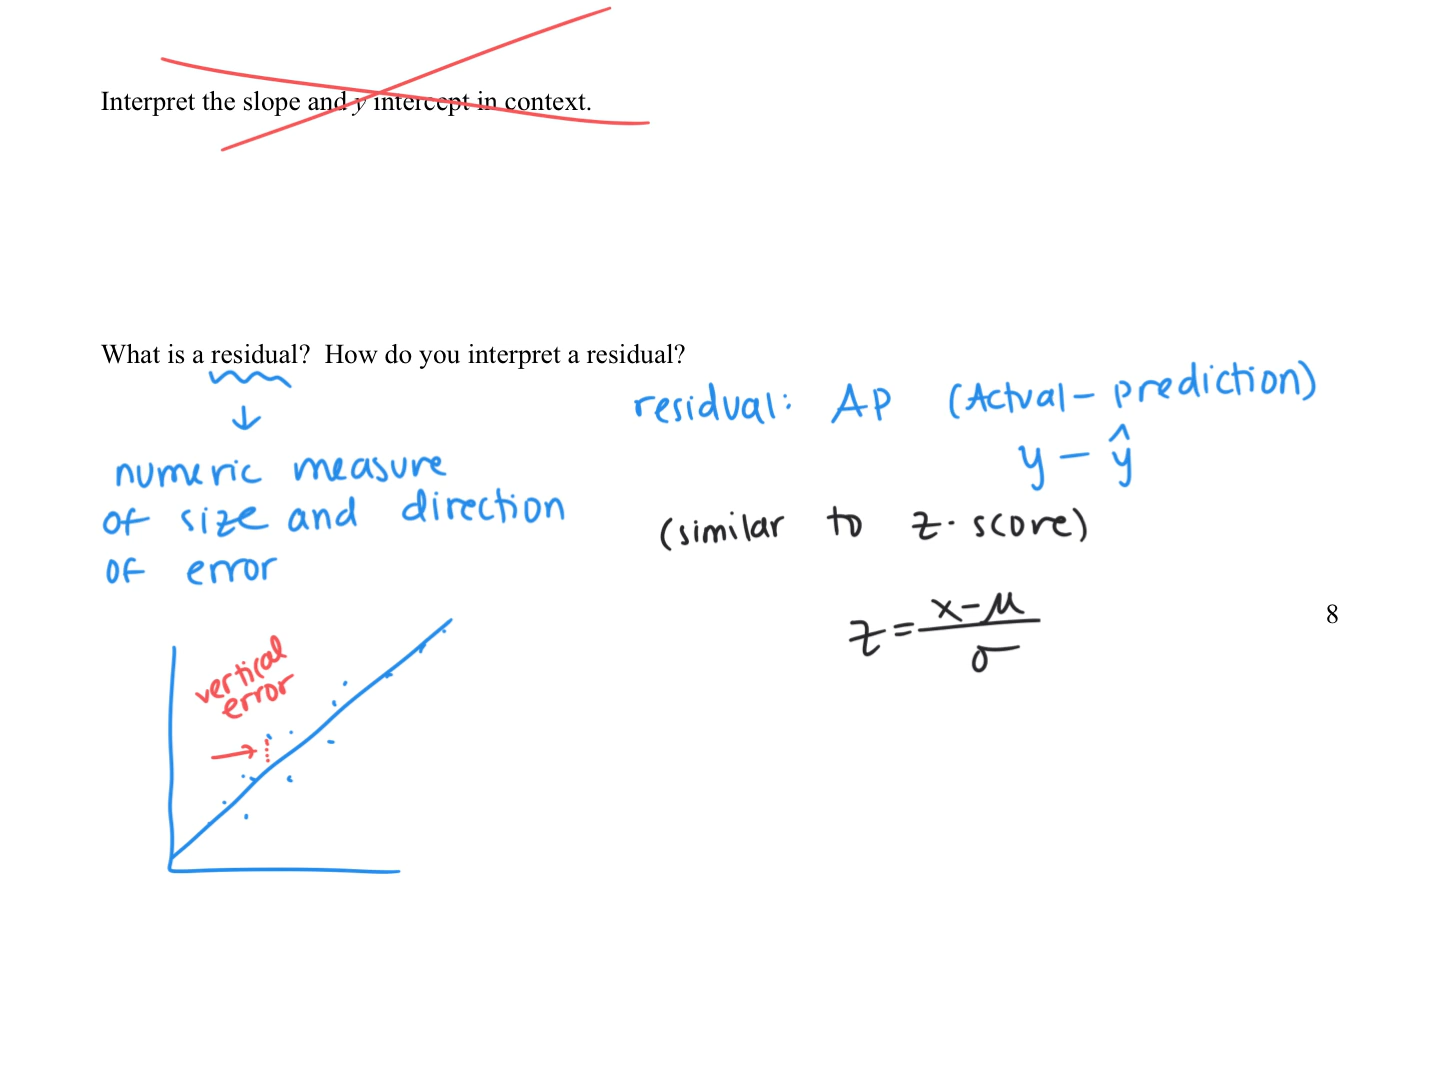 Interpret the slope and y intercept in context.
What is a residual?  How do you interpret a residual?
residual: AP (Actual - prediction)
y - ŷ
numeric measure
of size and direction
of error
(similar to z-score)
z = (x-μ)/σ
8
vertical
error